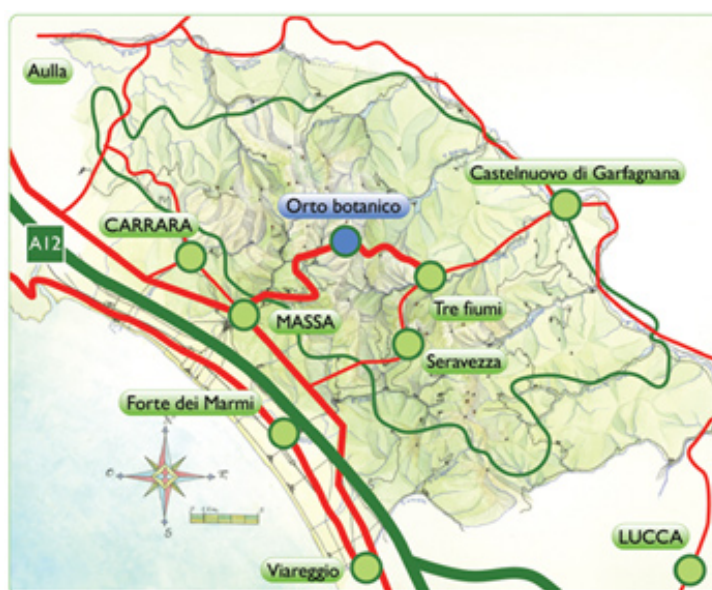 Aulla
Castelnuovo di Garfagnana
Orto botanico
CARRARA
A12
Tre fiumi
MASSA
Seravezza
Forte dei Marmi
LUCCA
Viareggio